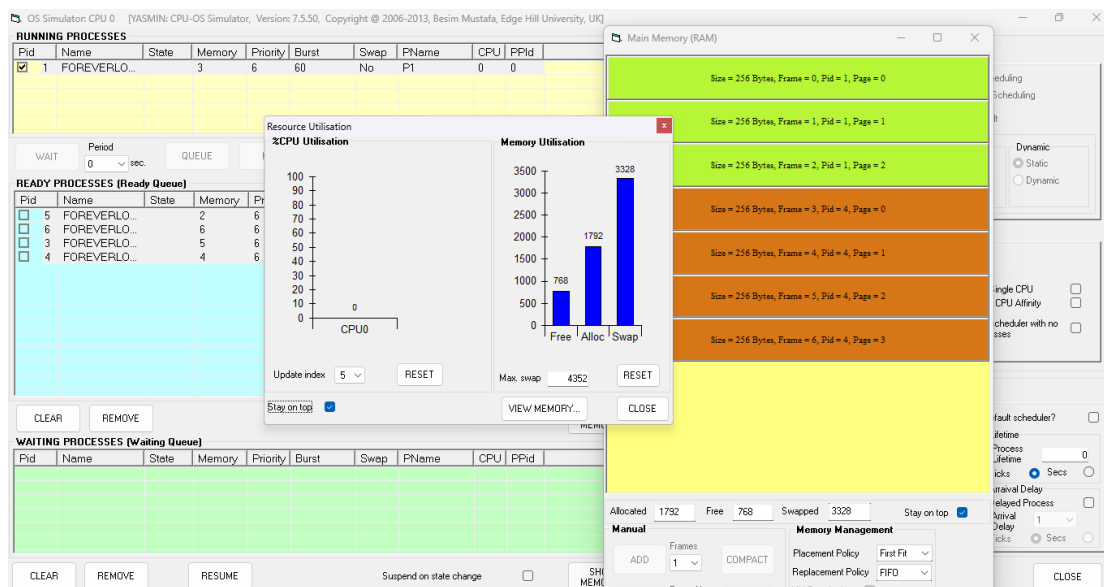 OS Simulator: CPU 0 [YASMIN: CPU-OS Simulator, Version: 7.5.50, Copyright @ 2006-2013, Besim Mustafa, Edge Hill University, UK]
RUNNING PROCESSES
Pid Name State Memory Priority Burst Swap PName CPU PPId
1 FOREVERLO... 3 6 60 No P1 0 0
WAIT Period 0 sec. QUEUE
READY PROCESSES (Ready Queue)
Pid Name State Memory
5 FOREVERLO... 2 6
6 FOREVERLO... 6 6
3 FOREVERLO... 5 6
4 FOREVERLO... 4 6
CLEAR REMOVE
WAITING PROCESSES (Waiting Queue)
Pid Name State Memory Priority Burst Swap PName CPU PPId
CLEAR REMOVE RESUME Suspend on state change
Resource Utilisation
%CPU Utilisation
100
90
80
70
60
50
40
30
20
10
0
0
CPU0
Update index 5 RESET
Stay on top
Memory Utilisation
3500
3000
2500
2000
1500
1000
500
0
768
1792
3328
Free Alloc Swap
Max. swap 4352 RESET
VIEW MEMORY... CLOSE
Main Memory (RAM)
Size = 256 Bytes, Frame = 0, Pid = 1, Page = 0
Size = 256 Bytes, Frame = 1, Pid = 1, Page = 1
Size = 256 Bytes, Frame = 2, Pid = 1, Page = 2
Size = 256 Bytes, Frame = 3, Pid = 4, Page = 0
Size = 256 Bytes, Frame = 4, Pid = 4, Page = 1
Size = 256 Bytes, Frame = 5, Pid = 4, Page = 2
Size = 256 Bytes, Frame = 6, Pid = 4, Page = 3
Allocated 1792 Free 768 Swapped 3328 Stay on top
Manual
ADD Frames 1 COMPACT
Memory Management
Placement Policy First Fit
Replacement Policy FIFO
Scheduling
Dynamic
Static
Dynamic
CPU
CPU Affinity
with no
scheduler?
Process
Lifetime 0
Secs
Delay
Process
Arrival
Delay 1
Secs
CLOSE